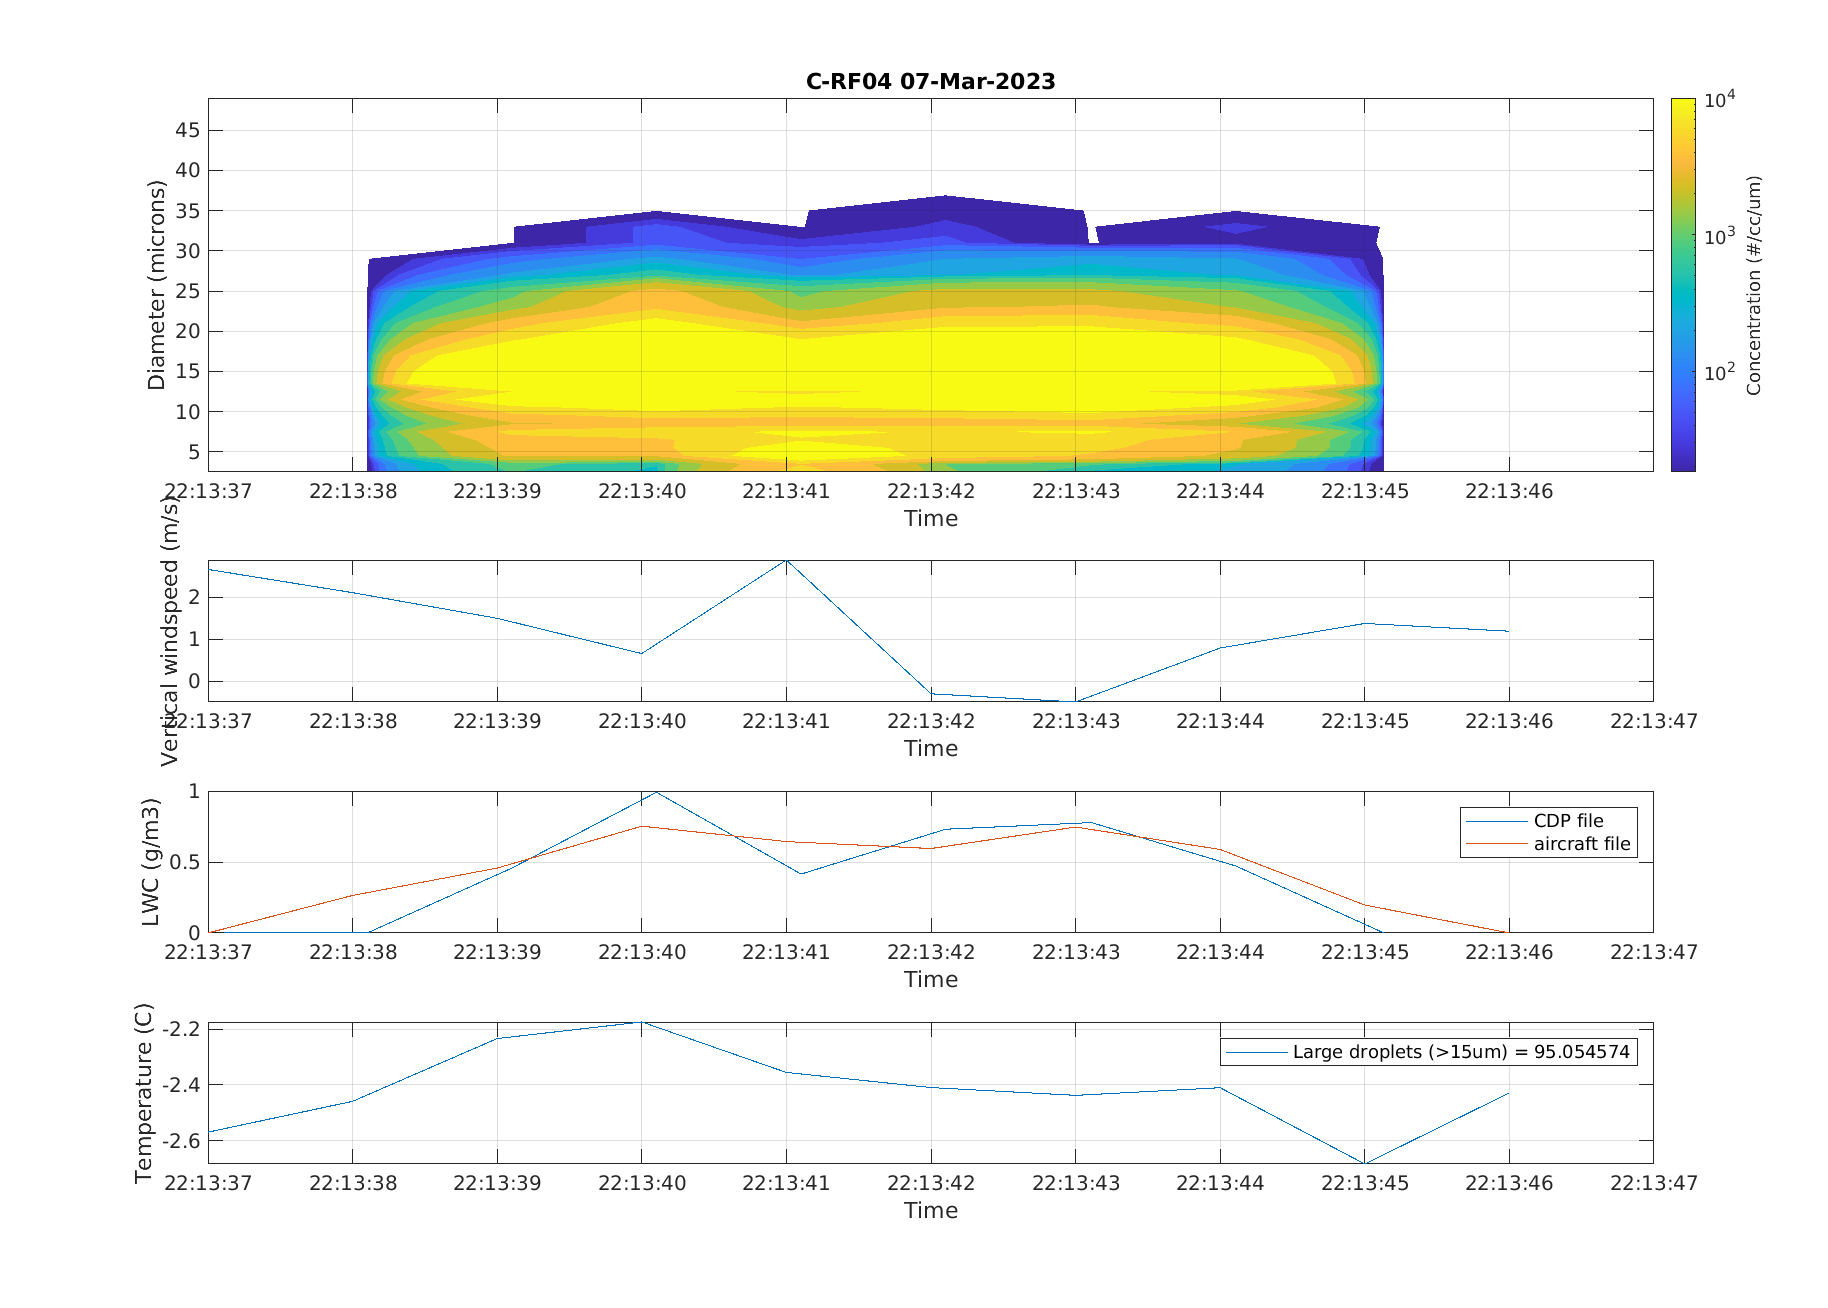 C-RF04 07-Mar-2023
Diameter (microns)
45
40
35
30
25
20
15
10
5
22:13:37 22:13:38 22:13:39 22:13:40 22:13:41 22:13:42 22:13:43 22:13:44 22:13:45 22:13:46
Time
10^4
10^3
10^2
Concentration (#/cc/um)
Vertical windspeed (m/s)
2
1
0
22:13:37 22:13:38 22:13:39 22:13:40 22:13:41 22:13:42 22:13:43 22:13:44 22:13:45 22:13:46 22:13:47
Time
LWC (g/m3)
1
0.5
0
CDP file
aircraft file
22:13:37 22:13:38 22:13:39 22:13:40 22:13:41 22:13:42 22:13:43 22:13:44 22:13:45 22:13:46 22:13:47
Time
Temperature (C)
-2.2
-2.4
-2.6
Large droplets (>15um) = 95.054574
22:13:37 22:13:38 22:13:39 22:13:40 22:13:41 22:13:42 22:13:43 22:13:44 22:13:45 22:13:46 22:13:47
Time